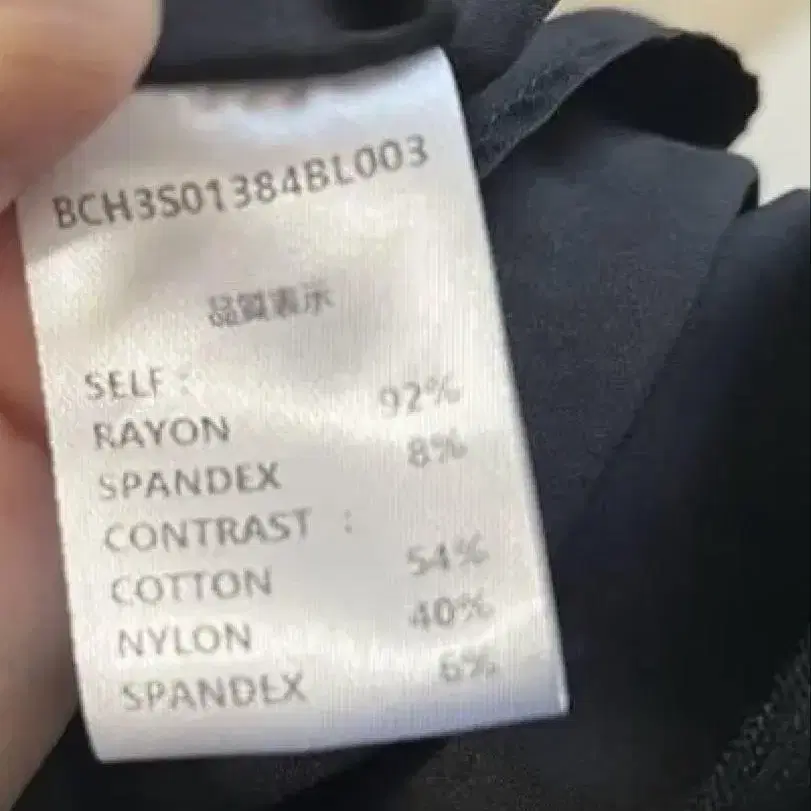 BCH3S01384BL003
品質表示
SELF :
RAYON 92%
SPANDEX 8%
CONTRAST :
COTTON 54%
NYLON 40%
SPANDEX 6%